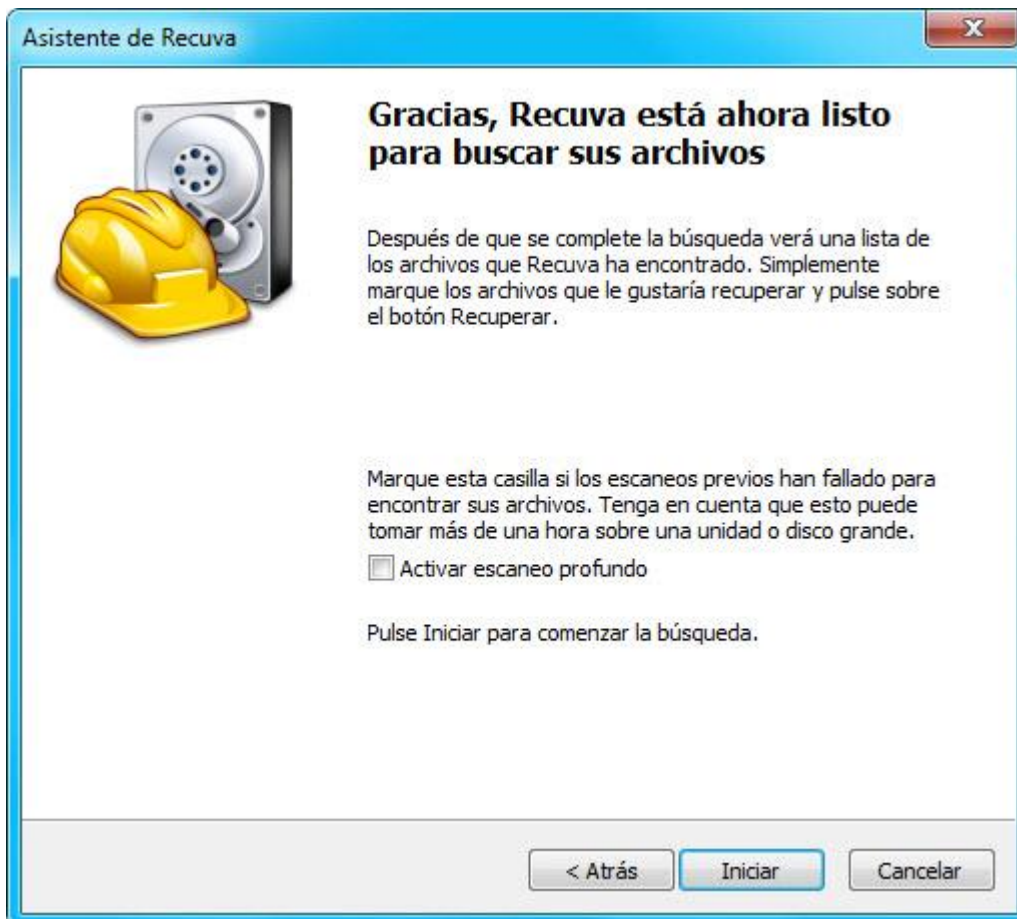 Asistente de Recuva
Gracias, Recuva está ahora listo
para buscar sus archivos
Después de que se complete la búsqueda verá una lista de
los archivos que Recuva ha encontrado. Simplemente
marque los archivos que le gustaría recuperar y pulse sobre
el botón Recuperar.
Marque esta casilla si los escaneos previos han fallado para
encontrar sus archivos. Tenga en cuenta que esto puede
tomar más de una hora sobre una unidad o disco grande.
Activar escaneo profundo
Pulse Iniciar para comenzar la búsqueda.
< Atrás
Iniciar
Cancelar